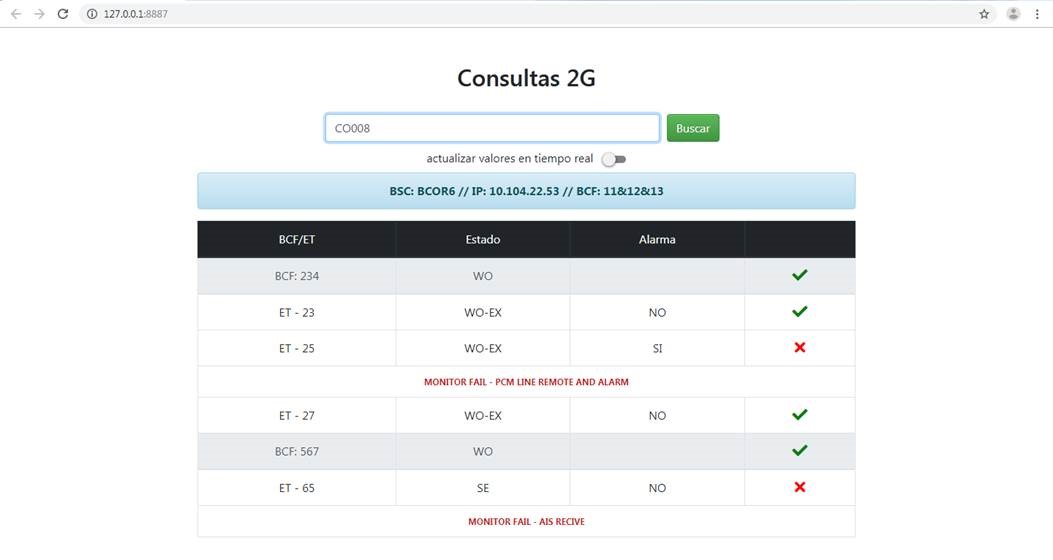 127.0.0.1:8887
Consultas 2G
CO008
Buscar
actualizar valores en tiempo real
BSC: BCOR6 // IP: 10.104.22.53 // BCF: 11&12&13
BCF/ET Estado Alarma
BCF: 234 WO
ET - 23 WO-EX NO
ET - 25 WO-EX SI
MONITOR FAIL - PCM LINE REMOTE AND ALARM
ET - 27 WO-EX NO
BCF: 567 WO
ET - 65 SE NO
MONITOR FAIL - AIS RECIVE